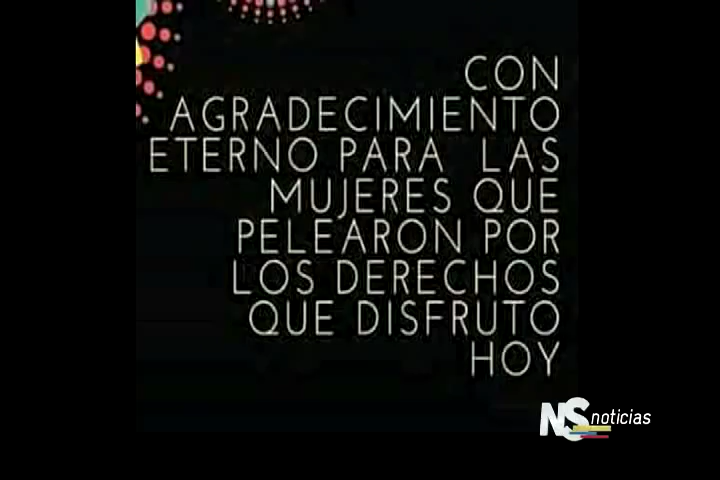 CON
AGRADECIMIENTO
ETERNO PARA LAS
MUJERES QUE
PELEARON POR
LOS DERECHOS
QUE DISFRUTO
HOY
NS noticias